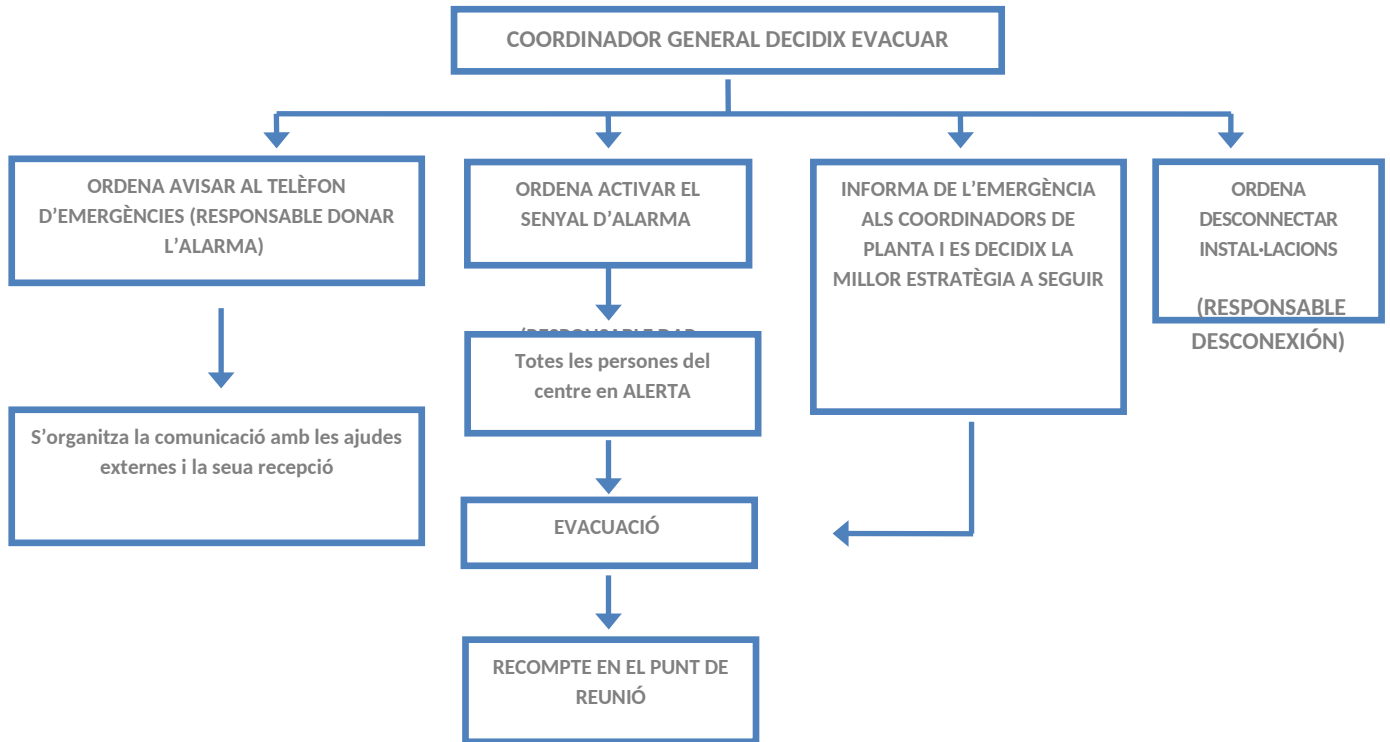 COORDINADOR GENERAL DECIDIX EVACUAR
ORDENA AVISAR AL TELÈFON
D’EMERGÈNCIES (RESPONSABLE DONAR
L’ALARMA)
S’organitza la comunicació amb les ajudes
externes i la seua recepció
ORDENA ACTIVAR EL
SENYAL D’ALARMA
Totes les persones del
centre en ALERTA
EVACUACIÓ
RECOMPTE EN EL PUNT DE
REUNIÓ
INFORMA DE L’EMERGÈNCIA
ALS COORDINADORS DE
PLANTA I ES DECIDIX LA
MILLOR ESTRATÈGIA A SEGUIR
ORDENA
DESCONNECTAR
INSTAL·LACIONS
(RESPONSABLE
DESCONEXIÓN)